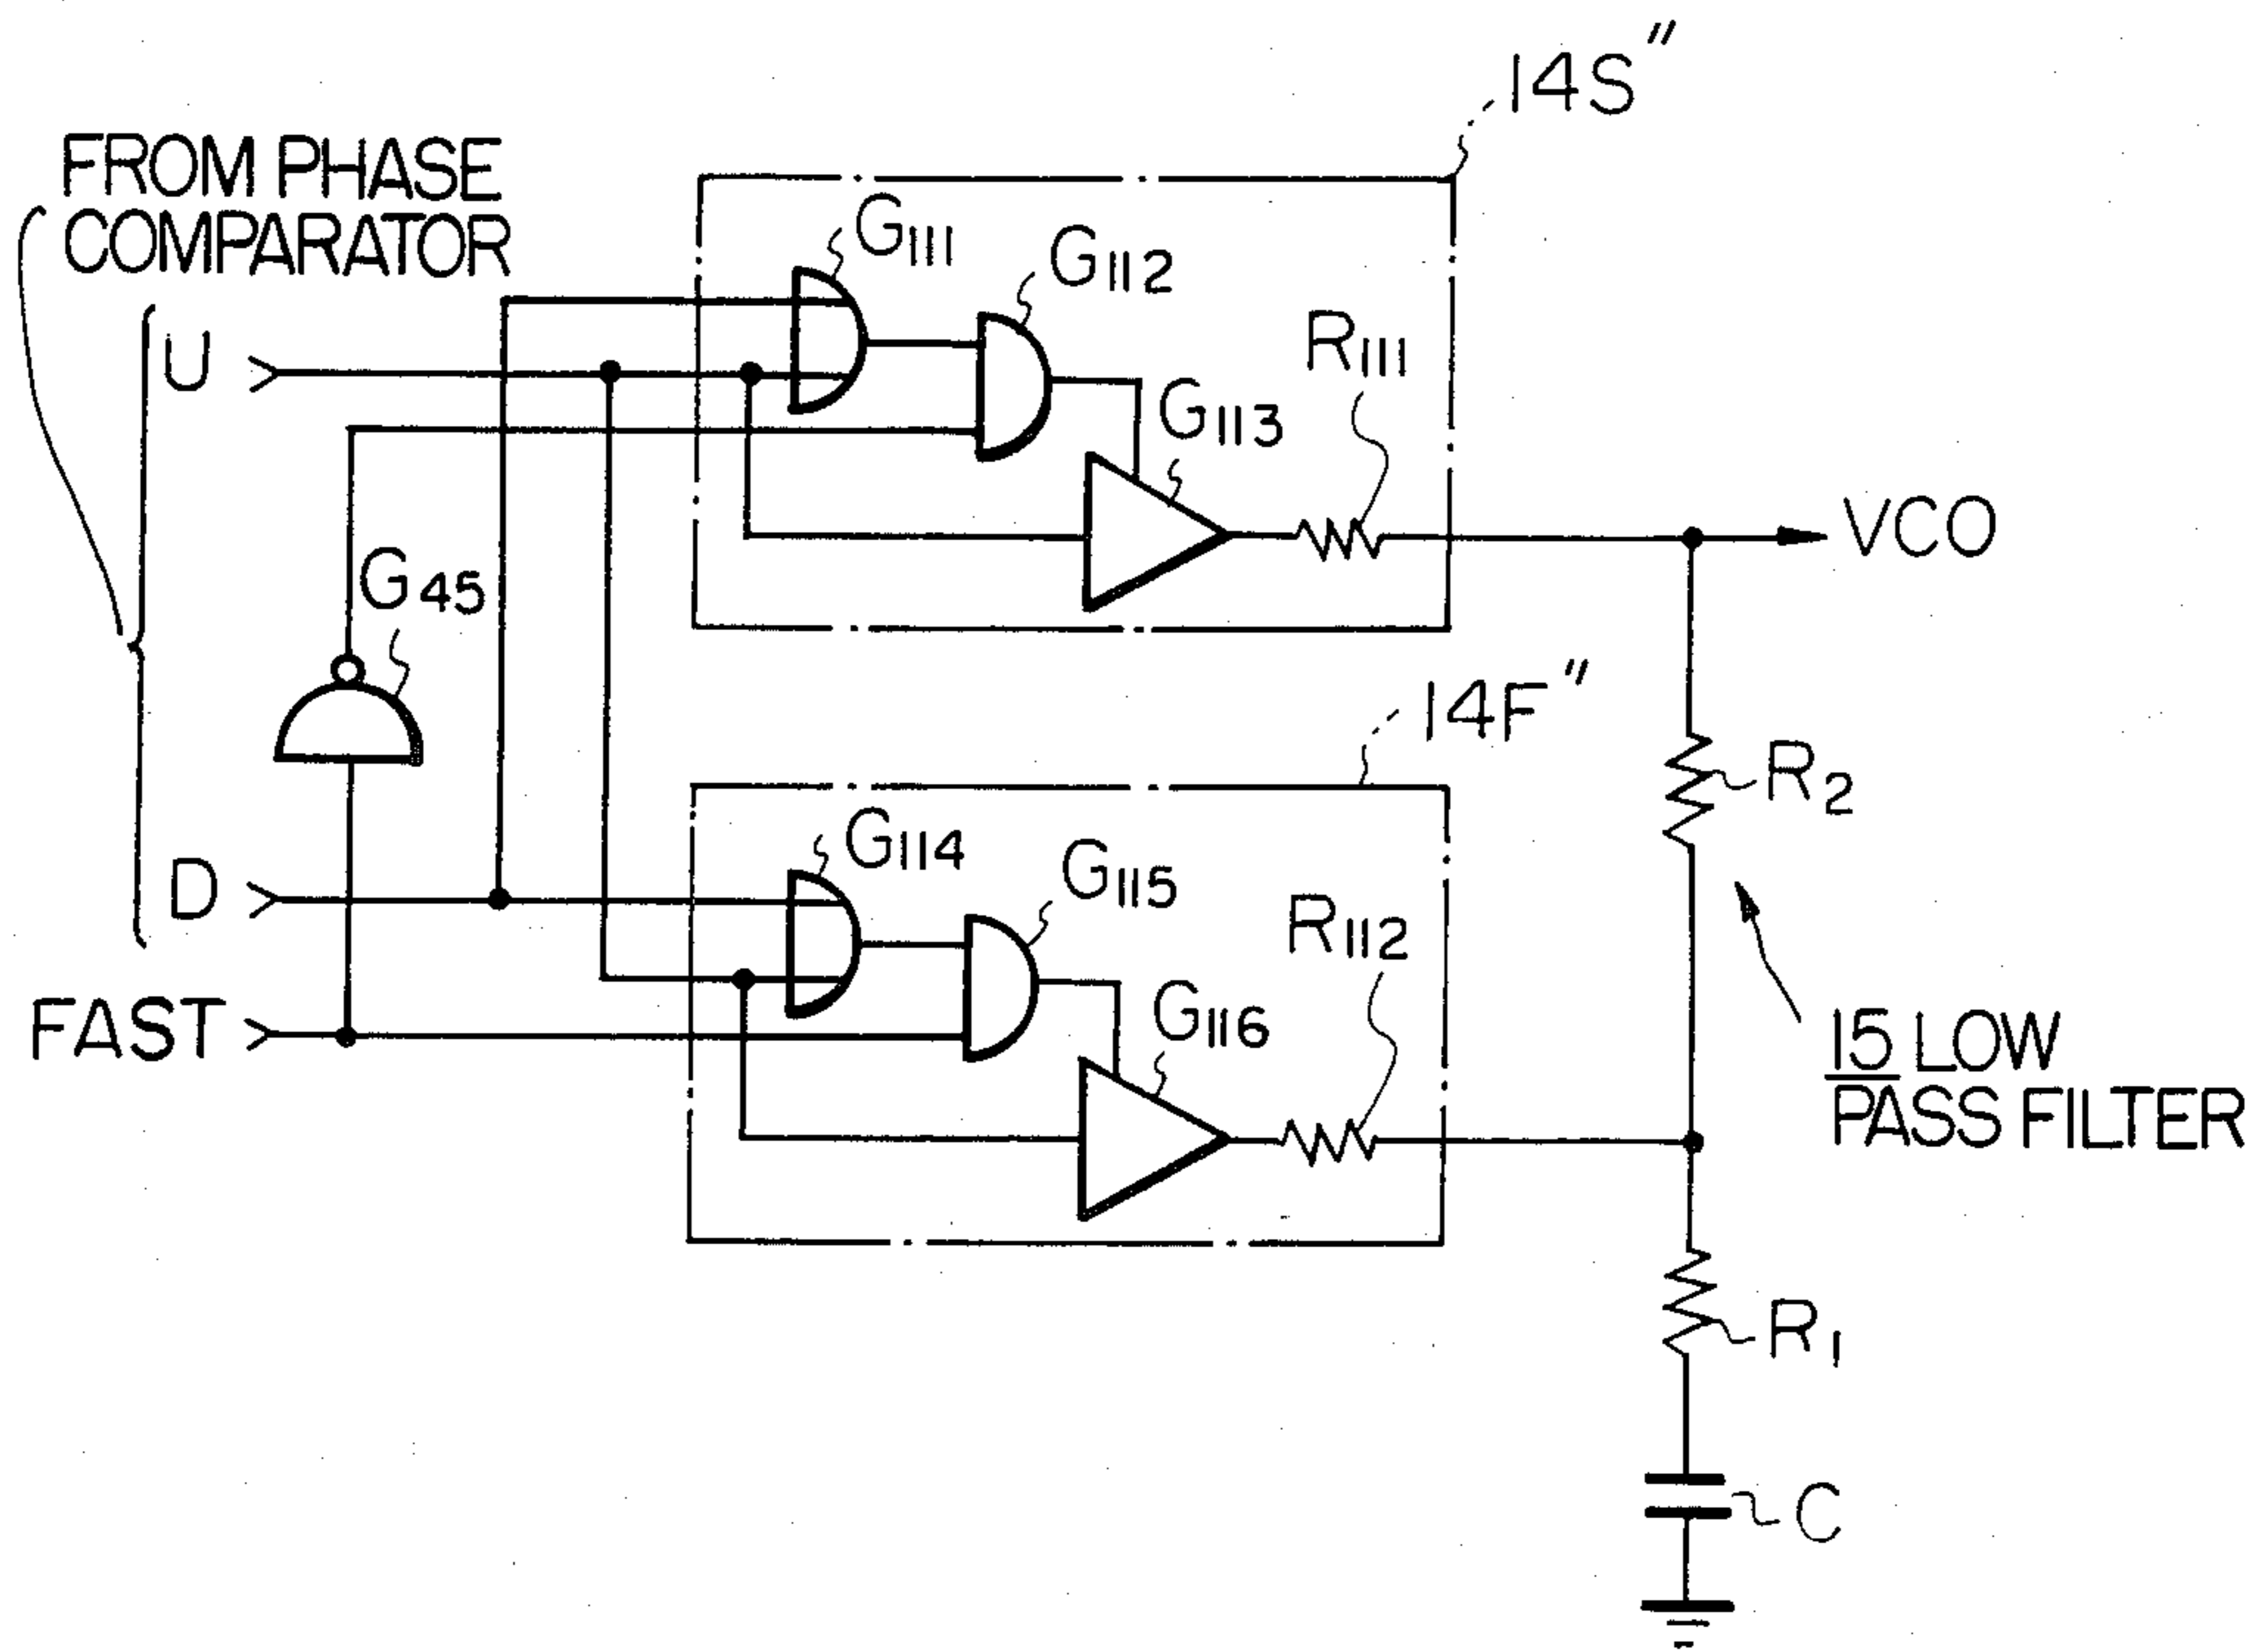 14S"
FROM PHASE
COMPARATOR
G111
G112
U
R111
G113
VCO
G45
14F"
R2
G114
D
G115
R112
FAST
G116
15 LOW
PASS FILTER
R1
C